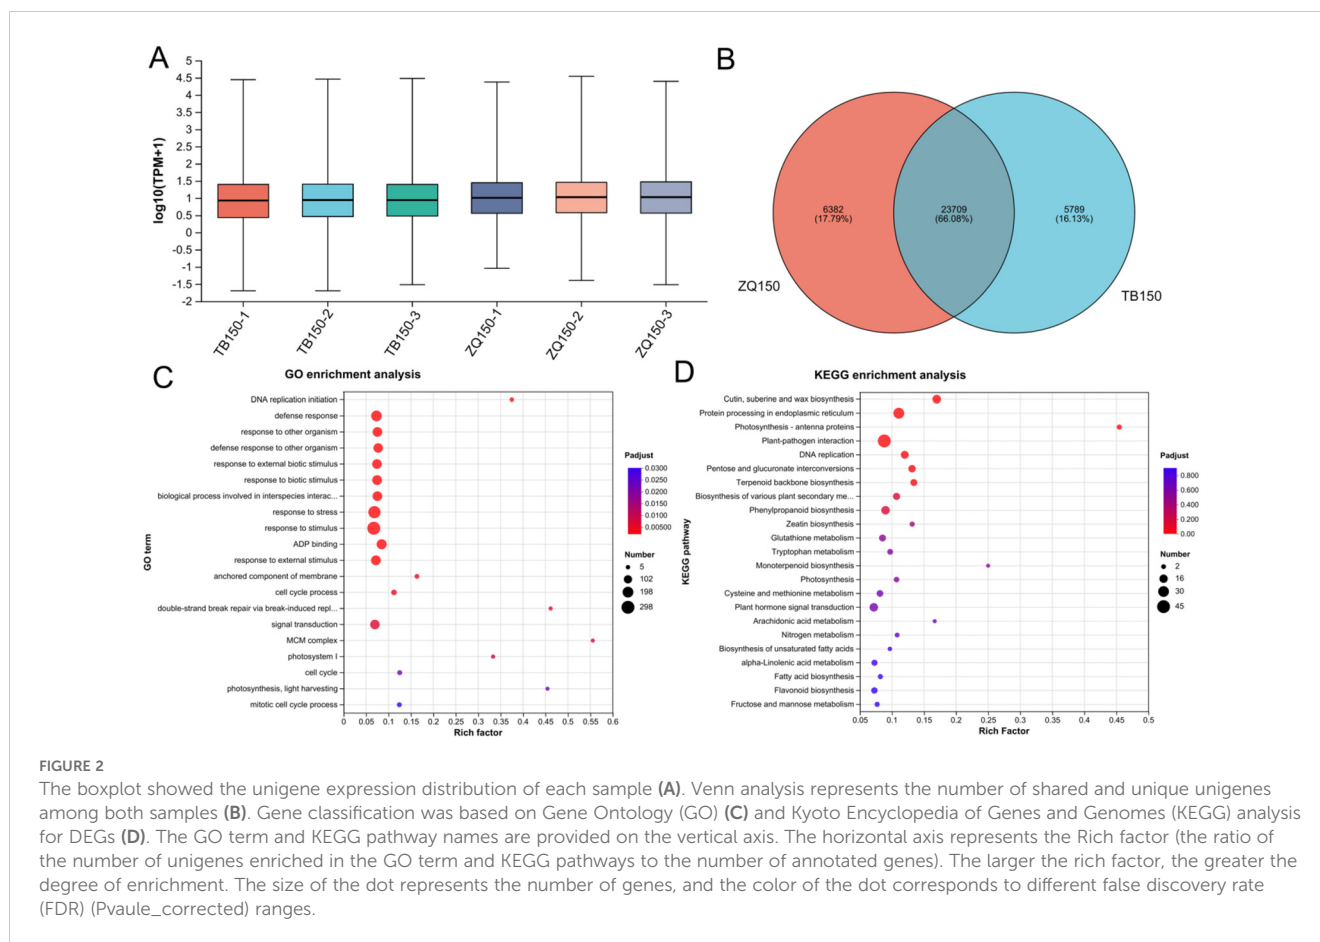 A
5
4.5
4
3.5
3
2.5
2
1.5
1
0.5
0
-0.5
-1
-1.5
-2
log10(TPM+1)
TB150-1
TB150-2
TB150-3
ZQ150-1
ZQ150-2
ZQ150-3
B
6382
(17.79%)
23709
(66.08%)
5789
(16.13%)
ZQ150
TB150
C
GO enrichment analysis
GO term
DNA replication initiation
defense response
response to other organism
defense response to other organism
response to external biotic stimulus
response to biotic stimulus
biological process involved in interspecies interac...
response to stress
response to stimulus
ADP binding
response to external stimulus
anchored component of membrane
cell cycle process
double-strand break repair via break-induced repl...
signal transduction
MCM complex
photosystem I
cell cycle
photosynthesis, light harvesting
mitotic cell cycle process
0 0.05 0.1 0.15 0.2 0.25 0.3 0.35 0.4 0.45 0.5 0.55 0.6
Rich factor
Padjust
0.0300
0.0250
0.0200
0.0150
0.0100
0.00500
Number
5
102
198
298
D
KEGG enrichment analysis
KEGG pathway
Cutin, suberine and wax biosynthesis
Protein processing in endoplasmic reticulum
Photosynthesis - antenna proteins
Plant-pathogen interaction
DNA replication
Pentose and glucuronate interconversions
Terpenoid backbone biosynthesis
Biosynthesis of various plant secondary me...
Phenylpropanoid biosynthesis
Zeatin biosynthesis
Glutathione metabolism
Tryptophan metabolism
Monoterpenoid biosynthesis
Photosynthesis
Cysteine and methionine metabolism
Plant hormone signal transduction
Arachidonic acid metabolism
Nitrogen metabolism
Biosynthesis of unsaturated fatty acids
alpha-Linolenic acid metabolism
Fatty acid biosynthesis
Flavonoid biosynthesis
Fructose and mannose metabolism
0.05 0.1 0.15 0.2 0.25 0.3 0.35 0.4 0.45 0.5
Rich Factor
Padjust
0.800
0.600
0.400
0.200
0.00
Number
2
16
30
45
FIGURE 2
The boxplot showed the unigene expression distribution of each sample (A). Venn analysis represents the number of shared and unique unigenes
among both samples (B). Gene classification was based on Gene Ontology (GO) (C) and Kyoto Encyclopedia of Genes and Genomes (KEGG) analysis
for DEGs (D). The GO term and KEGG pathway names are provided on the vertical axis. The horizontal axis represents the Rich factor (the ratio of
the number of unigenes enriched in the GO term and KEGG pathways to the number of annotated genes). The larger the rich factor, the greater the
degree of enrichment. The size of the dot represents the number of genes, and the color of the dot corresponds to different false discovery rate
(FDR) (Pvaule_corrected) ranges.